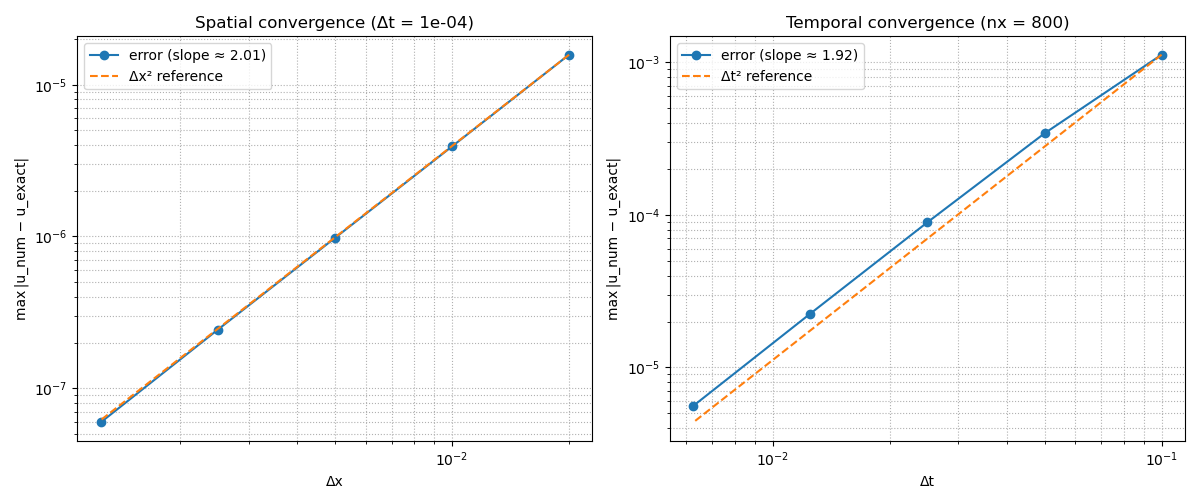 Spatial convergence (Δt = 1e-04)
error (slope ≈ 2.01)
Δx² reference
10⁻⁵
10⁻⁶
10⁻⁷
max |u_num − u_exact|
10⁻²
Δx
Temporal convergence (nx = 800)
error (slope ≈ 1.92)
Δt² reference
10⁻³
10⁻⁴
10⁻⁵
max |u_num − u_exact|
10⁻² 10⁻¹
Δt